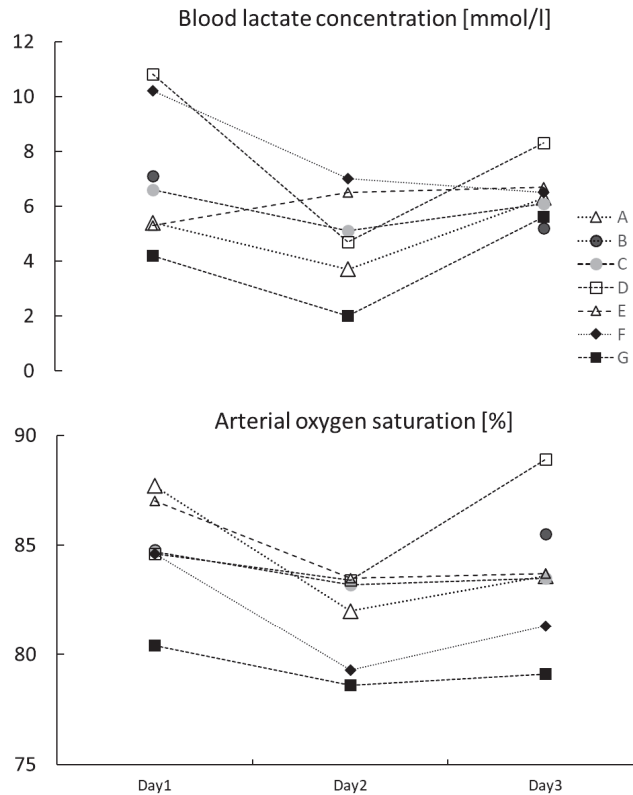 Blood lactate concentration [mmol/l]
12
10
8
6
4
2
0
A
B
C
D
E
F
G
Arterial oxygen saturation [%]
90
85
80
75
Day1 Day2 Day3